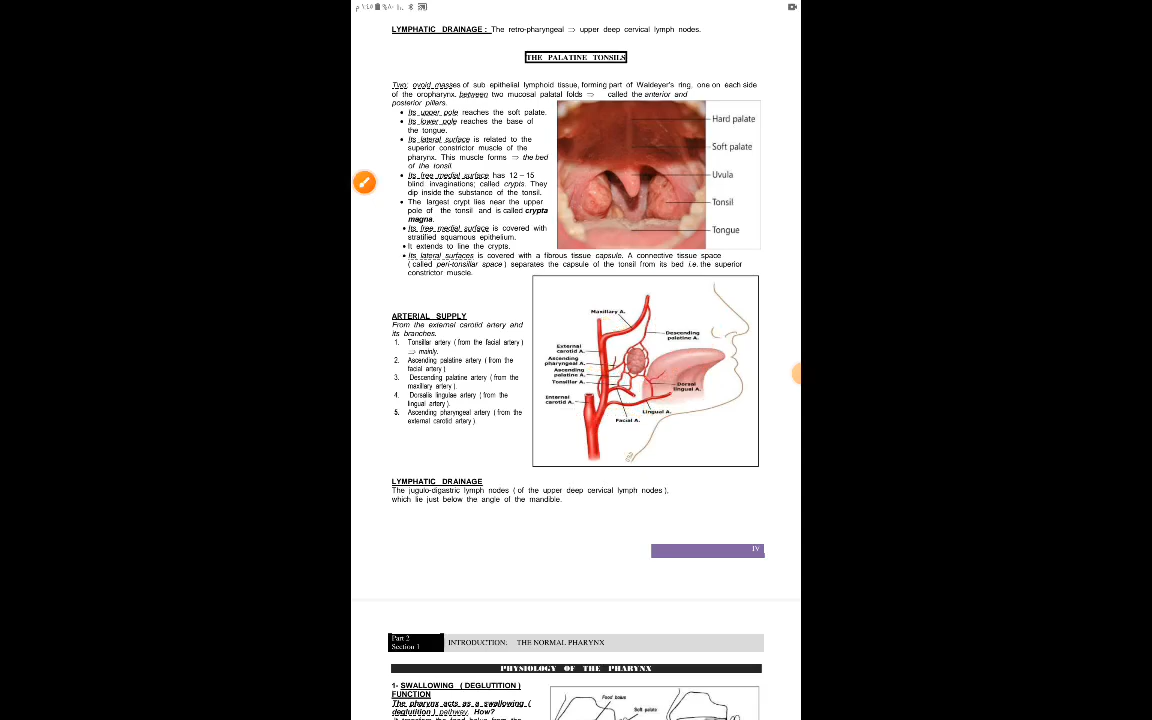 م ١:٤٥ %٨٠
LYMPHATIC DRAINAGE : The retro-pharyngeal ⇒ upper deep cervical lymph nodes.
THE PALATINE TONSILS
Two; ovoid masses of sub epithelial lymphoid tissue, forming part of Waldeyer's ring, one on each side
of the oropharynx. between two mucosal palatal folds ⇒ called the anterior and
posterior pillars.
• Its upper pole reaches the soft palate.
• Its lower pole reaches the base of
the tongue.
• Its lateral surface is related to the
superior constrictor muscle of the
pharynx. This muscle forms ⇒ the bed
of the tonsil.
• Its free medial surface has 12 – 15
blind invaginations; called crypts. They
dip inside the substance of the tonsil.
• The largest crypt lies near the upper
pole of the tonsil and is called crypta
magna.
• Its free medial surface is covered with
stratified squamous epithelium.
• It extends to line the crypts.
• Its lateral surfaces is covered with a fibrous tissue capsule. A connective tissue space
( called peri-tonsillar space ) separates the capsule of the tonsil from its bed i.e. the superior
constrictor muscle.
Hard palate
Soft palate
Uvula
Tonsil
Tongue
ARTERIAL SUPPLY
From the external carotid artery and
its branches.
1. Tonsillar artery ( from the facial artery )
⇒ mainly.
2. Ascending palatine artery ( from the
facial artery )
3. Descending palatine artery ( from the
maxillary artery ).
4. Dorsalis lingulae artery ( from the
lingual artery ).
5. Ascending pharyngeal artery ( from the
external carotid artery )
Maxillary A.
Descending
palatine A.
External
carotid A.
Ascending
pharyngeal A.
Ascending
palatine A.
Tonsillar A.
Dorsal
lingual A.
Internal
carotid A.
Lingual A.
Facial A.
LYMPHATIC DRAINAGE
The jugulo-digastric lymph nodes ( of the upper deep cervical lymph nodes ),
which lie just below the angle of the mandible.
IV
Part 2
Section 1
INTRODUCTION: THE NORMAL PHARYNX
PHYSIOLOGY OF THE PHARYNX
1- SWALLOWING ( DEGLUTITION )
FUNCTION
The pharynx acts as a swallowing (
deglutition ) pathway. How?
Food bolus
Soft palate